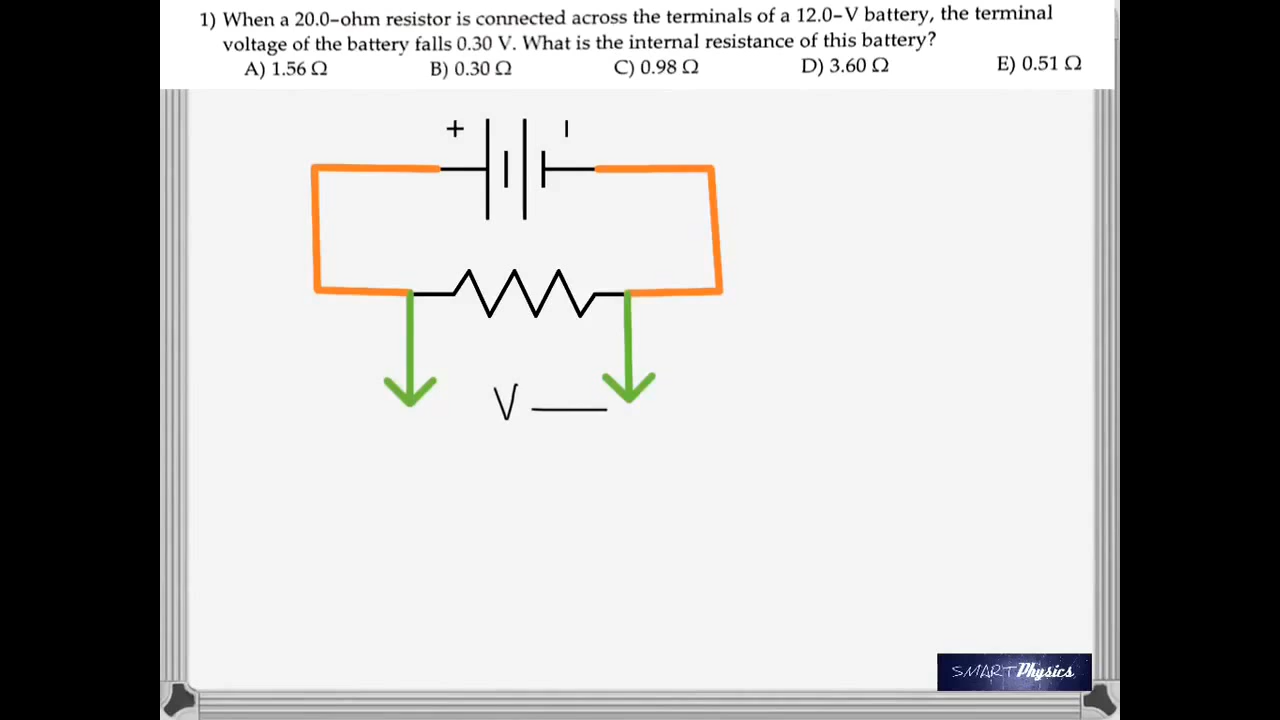 1) When a 20.0-ohm resistor is connected across the terminals of a 12.0-V battery, the terminal
voltage of the battery falls 0.30 V. What is the internal resistance of this battery?
A) 1.56 Ω B) 0.30 Ω C) 0.98 Ω D) 3.60 Ω E) 0.51 Ω
+ ı
V __
SMART Physics